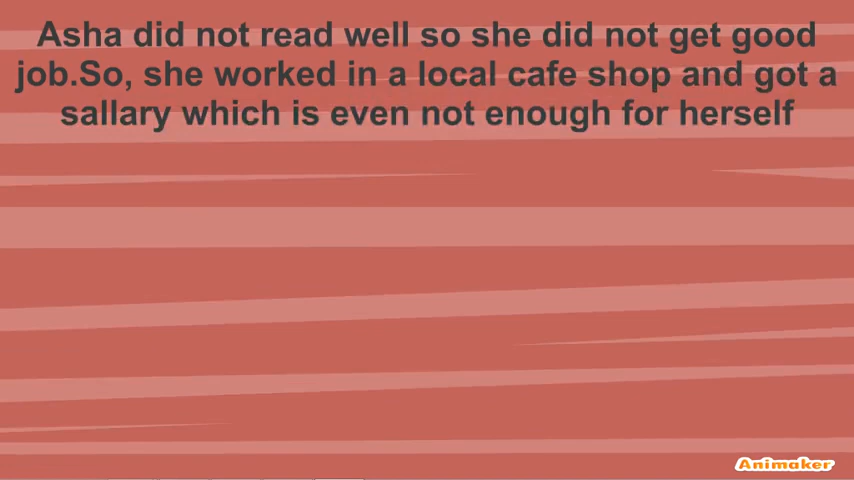 Asha did not read well so she did not get good
job.So, she worked in a local cafe shop and got a
sallary which is even not enough for herself
Animaker